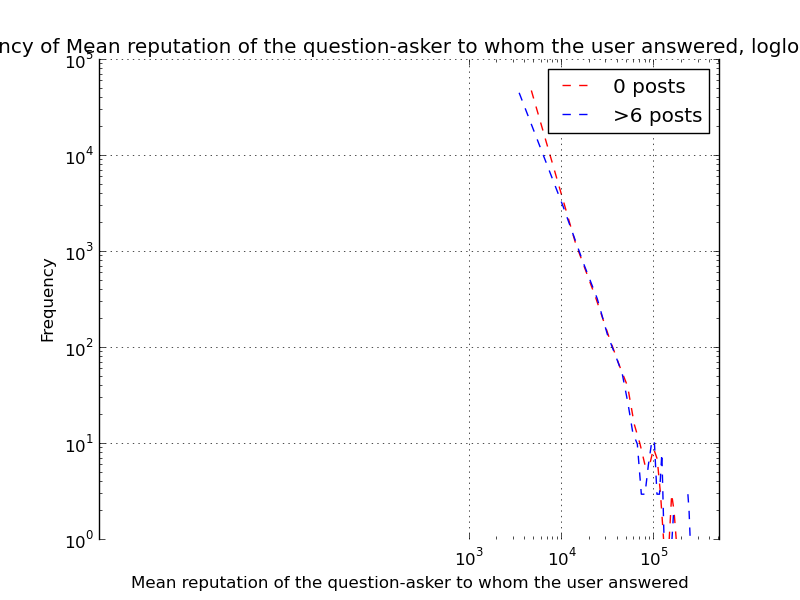 ncy of Mean reputation of the question-asker to whom the user answered, loglo
10^5
10^4
10^3
10^2
10^1
10^0
Frequency
0 posts
>6 posts
10^3 10^4 10^5
Mean reputation of the question-asker to whom the user answered